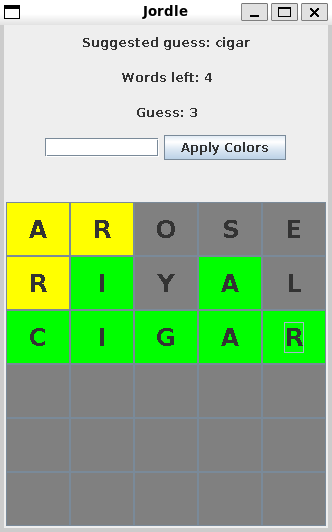 Jordle
Suggested guess: cigar
Words left: 4
Guess: 3
Apply Colors
A R O S E
R I Y A L
C I G A R